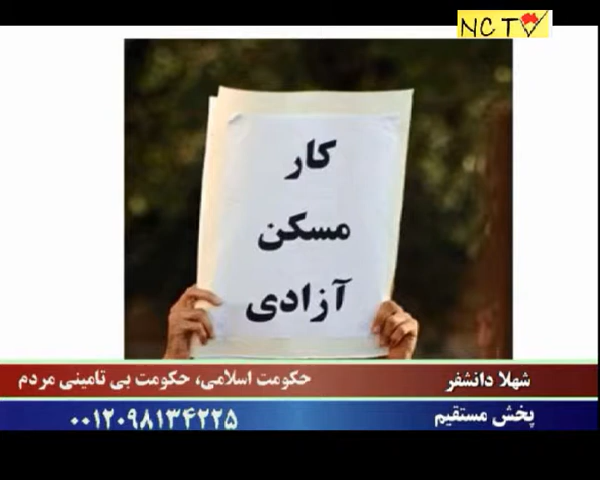 NCTV
کار
مسکن
آزادی
شهلا دانشفر
حکومت اسلامی، حکومت بی تامینی مردم
پخش مستقیم
۰۰۱۲۰۹۸۱۳۴۲۲۵